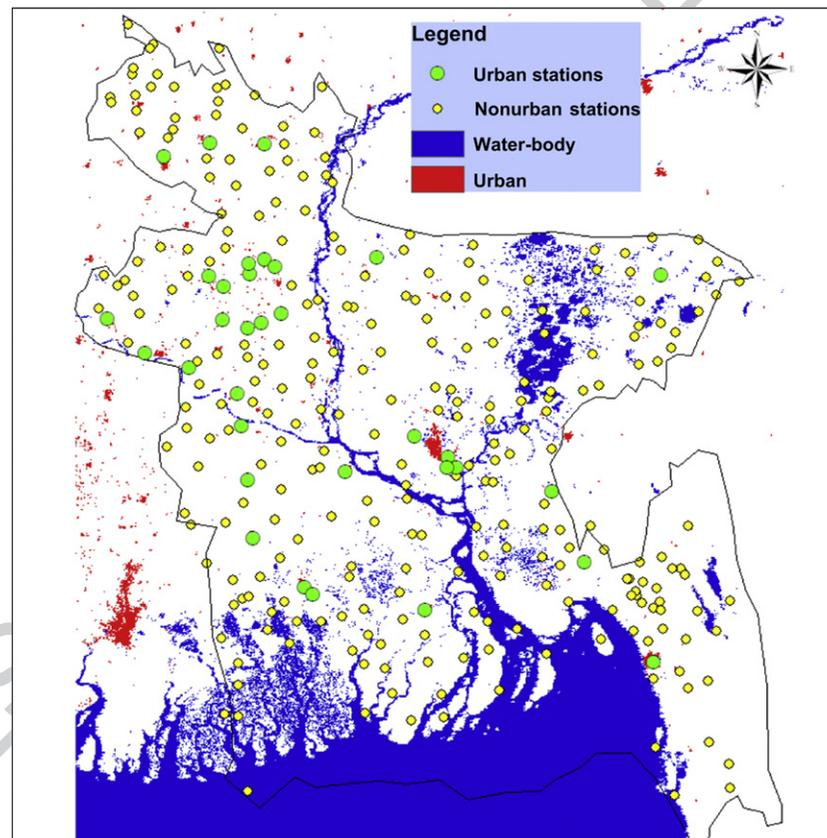 Legend
Urban stations
Nonurban stations
Water-body
Urban
N
W E
S